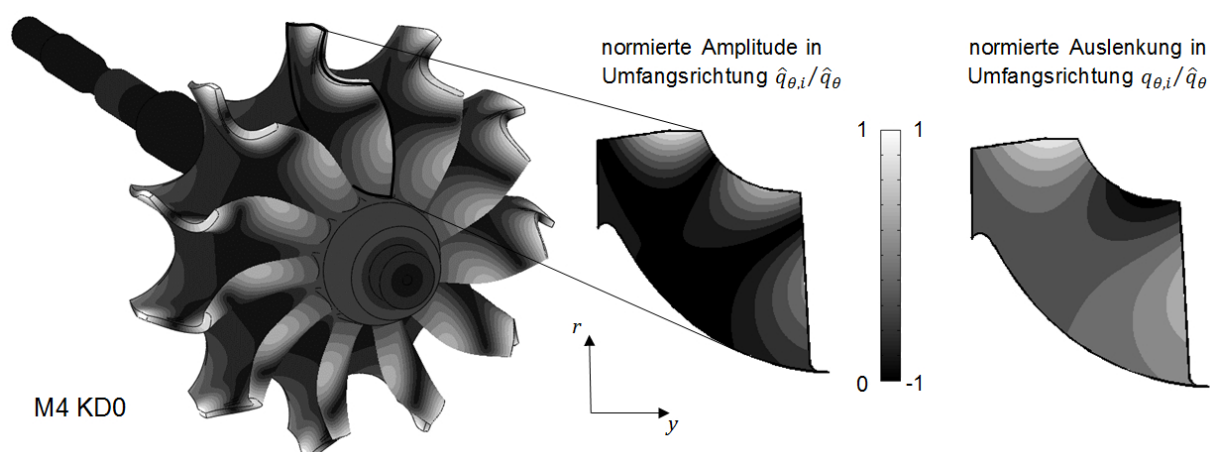 normierte Amplitude in
Umfangsrichtung q̂θ,i/q̂θ
normierte Auslenkung in
Umfangsrichtung qθ,i/q̂θ
1 1
0 -1
r
y
M4 KD0